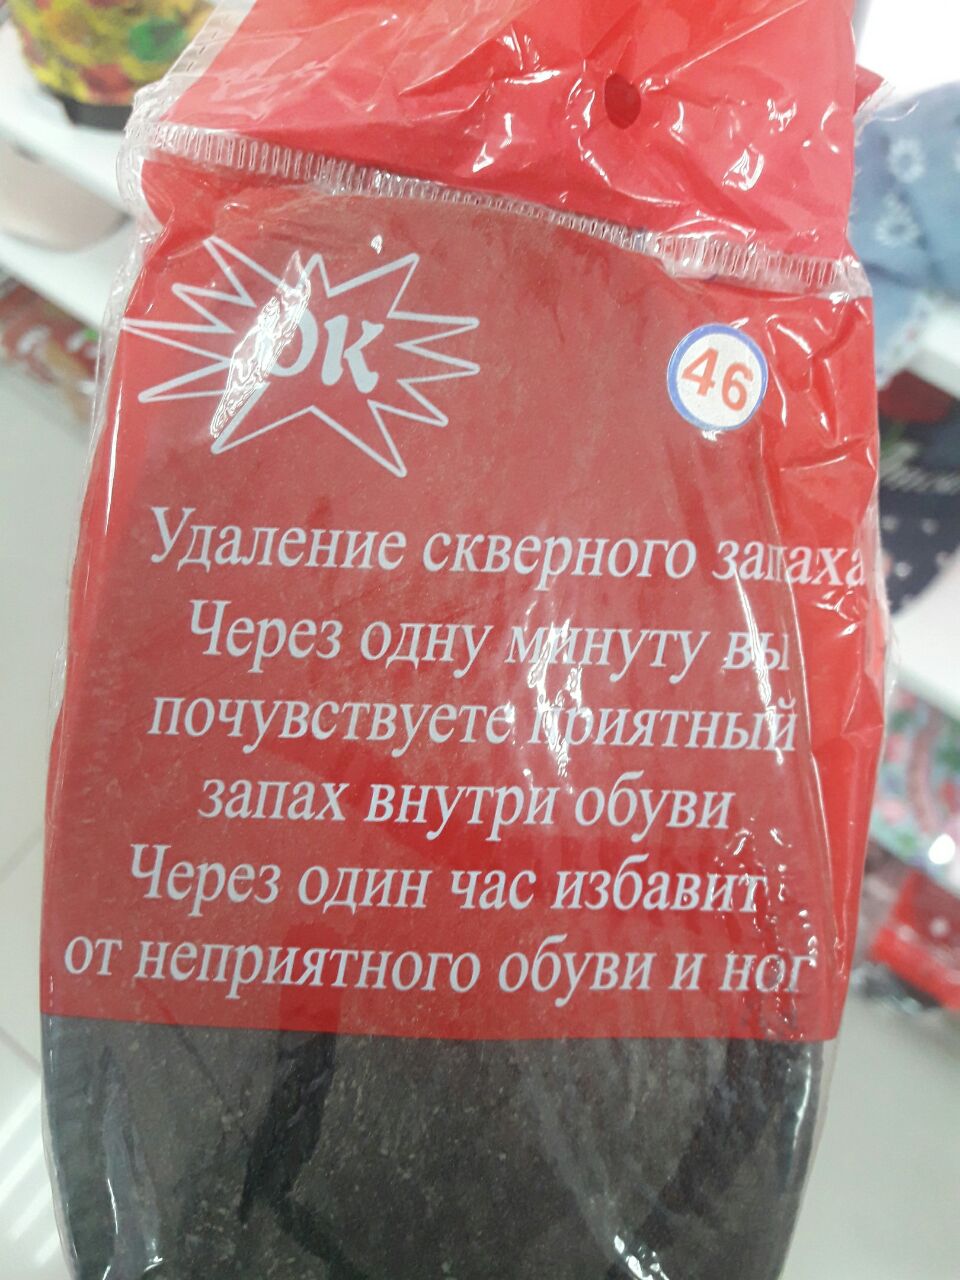 OK
46
Удаление скверного запаха
Через одну минуту вы
почувствуете приятный
запах внутри обуви
Через один час избавит
от неприятного обуви и ног